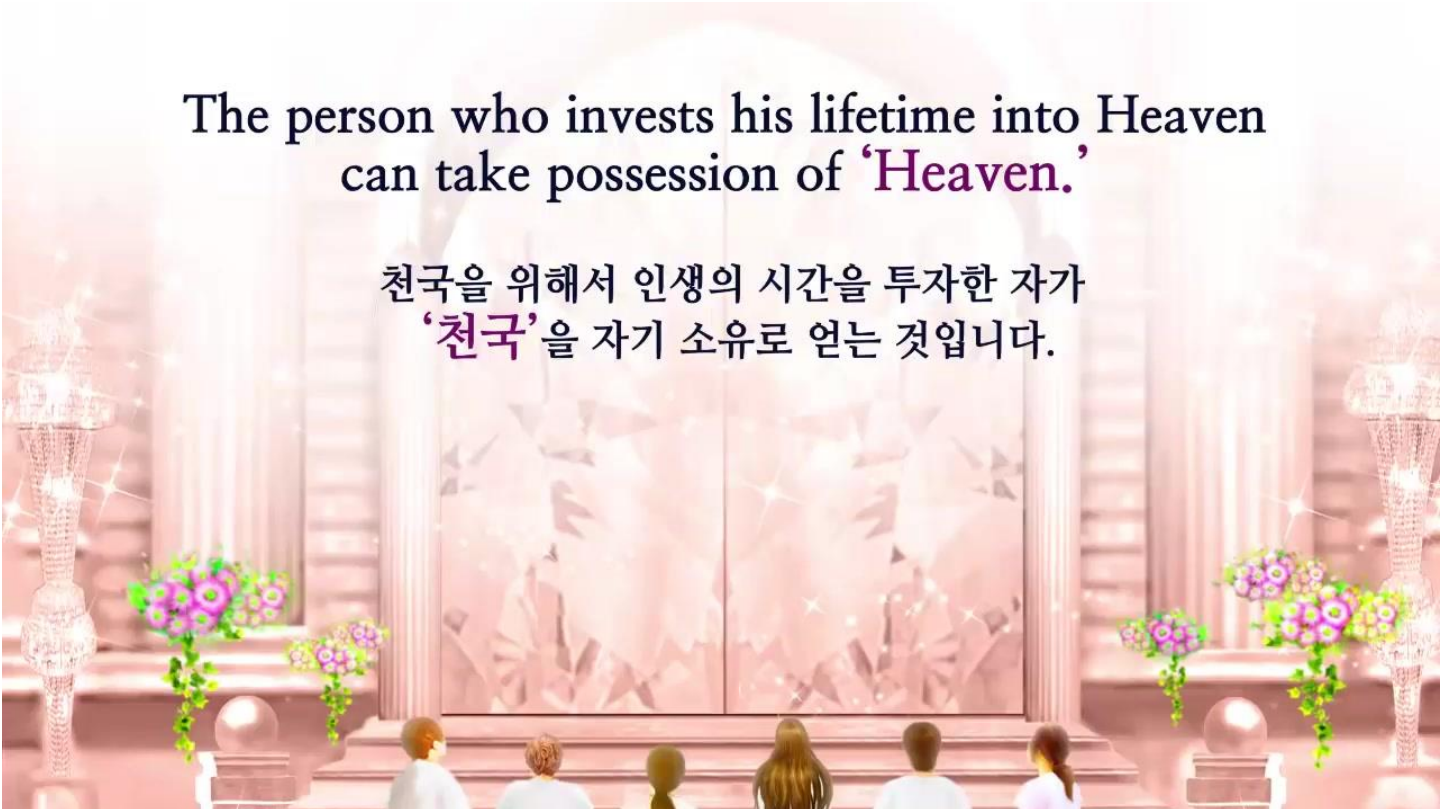 The person who invests his lifetime into Heaven
can take possession of ‘Heaven.’
천국을 위해서 인생의 시간을 투자한 자가
‘천국’을 자기 소유로 얻는 것입니다.